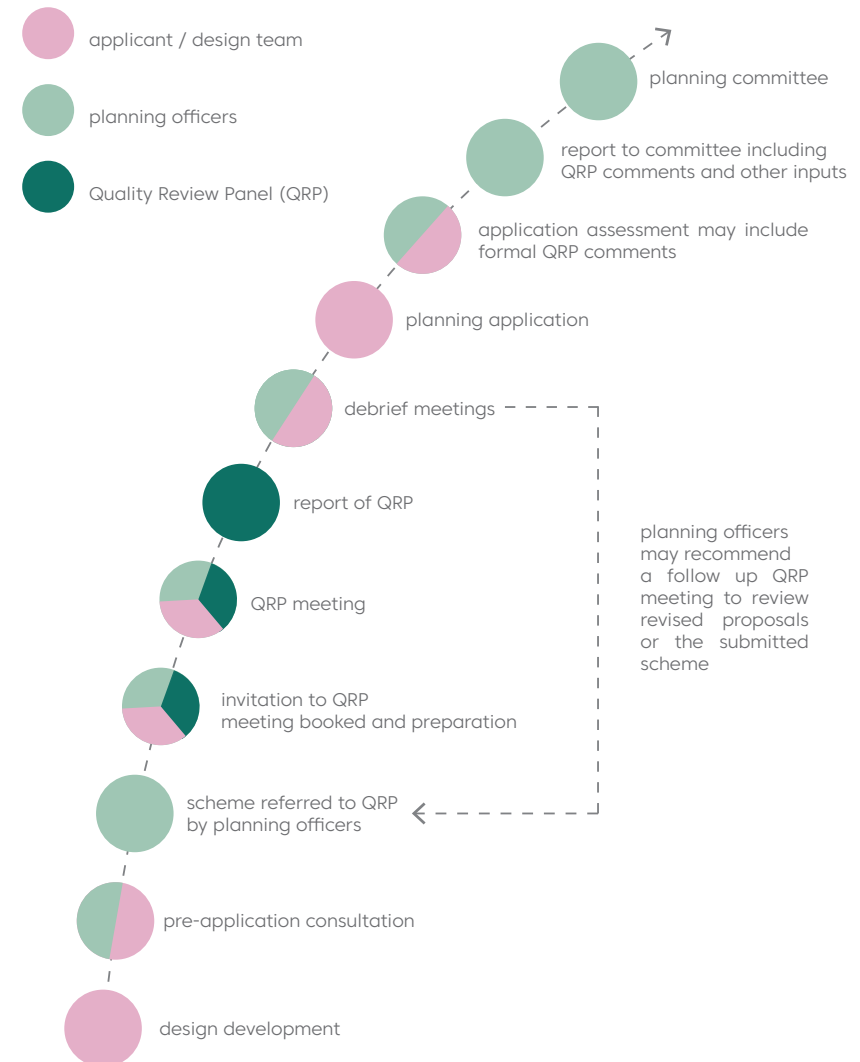 applicant / design team
planning officers
Quality Review Panel (QRP)
planning committee
report to committee including
QRP comments and other inputs
application assessment may include
formal QRP comments
planning application
debrief meetings
report of QRP
planning officers
may recommend
a follow up QRP
meeting to review
revised proposals
or the submitted
scheme
QRP meeting
invitation to QRP
meeting booked and preparation
scheme referred to QRP
by planning officers
pre-application consultation
design development